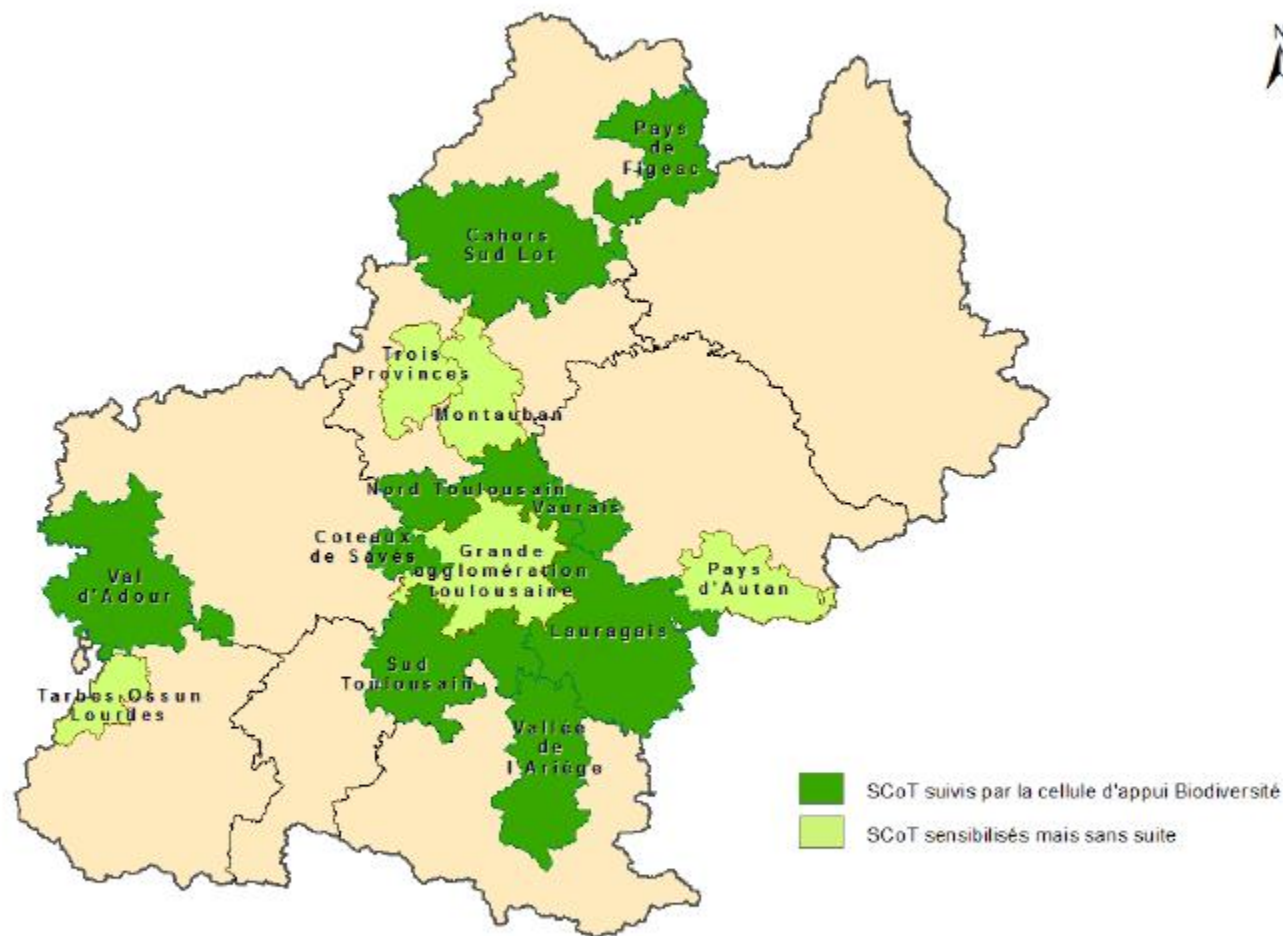 N
Pays
de
Figeac
Cahors
Sud Lot
Trois
Provinces
Montauban
Nord Toulousain
Vaurais
Coteaux
de Savés
Grande
agglomération
toulousaine
Pays
d'Autan
Val
d'Adour
Lauragais
Sud
Toulousain
Tarbes Ossun
Lourdes
Vallée
de
l'Ariége
SCoT suivis par la cellule d'appui Biodiversité
SCoT sensibilisés mais sans suite